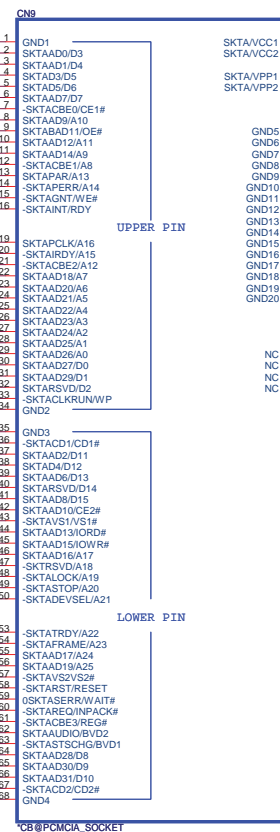 CN9
1 GND1 SKTA/VCC1
2 SKTAAD0/D3 SKTA/VCC2
3 SKTAAD1/D4
4 SKTAD3/D5 SKTA/VPP1
5 SKTAD5/D6 SKTA/VPP2
6 SKTAAD7/D7
7 -SKTACBE0/CE1#
8 SKTAAD9/A10
9 SKTABAD11/OE# GND5
10 SKTAAD12/A11 GND6
11 SKTAAD14/A9 GND7
12 -SKTACBE1/A8 GND8
13 SKTAPAR/A13 GND9
14 -SKTAPERR/A14 GND10
15 -SKTAGNT/WE# GND11
16 -SKTAINT/RDY GND12
GND13
UPPER PIN
GND14
19 SKTAPCLK/A16 GND15
20 -SKTAIRDY/A15 GND16
21 -SKTACBE2/A12 GND17
22 SKTAAD18/A7 GND18
23 SKTAAD20/A6 GND19
24 SKTAAD21/A5 GND20
25 SKTAAD22/A4
26 SKTAAD23/A3
27 SKTAAD24/A2
28 SKTAAD25/A1
29 SKTAAD26/A0 NC
30 SKTAAD27/D0 NC
31 SKTAAD29/D1 NC
32 SKTARSVD/D2 NC
33 -SKTACLKRUN/WP
34 GND2
35 GND3
36 -SKTACD1/CD1#
37 SKTAAD2/D11
38 SKTAD4/D12
39 SKTAAD6/D13
40 SKTARSVD/D14
41 SKTAAD8/D15
42 SKTAAD10/CE2#
43 -SKTAVS1/VS1#
44 SKTAAD13/IORD#
45 SKTAAD15/IOWR#
46 SKTAAD16/A17
47 -SKTRSVD/A18
48 -SKTALOCK/A19
49 -SKTASTOP/A20
50 -SKTADEVSEL/A21
LOWER PIN
53 -SKTATRDY/A22
54 -SKTAFRAME/A23
55 SKTAAD17/A24
56 SKTAAD19/A25
57 -SKTAVS2VS2#
58 -SKTARST/RESET
59 0SKTASERR/WAIT#
60 -SKTAREQ/INPACK#
61 -SKTACBE3/REG#
62 SKTAAUDIO/BVD2
63 -SKTASTSCHG/BVD1
64 SKTAAD28/D8
65 SKTAAD30/D9
66 SKTAAD31/D10
67 -SKTACD2/CD2#
68 GND4
*CB@PCMCIA_SOCKET